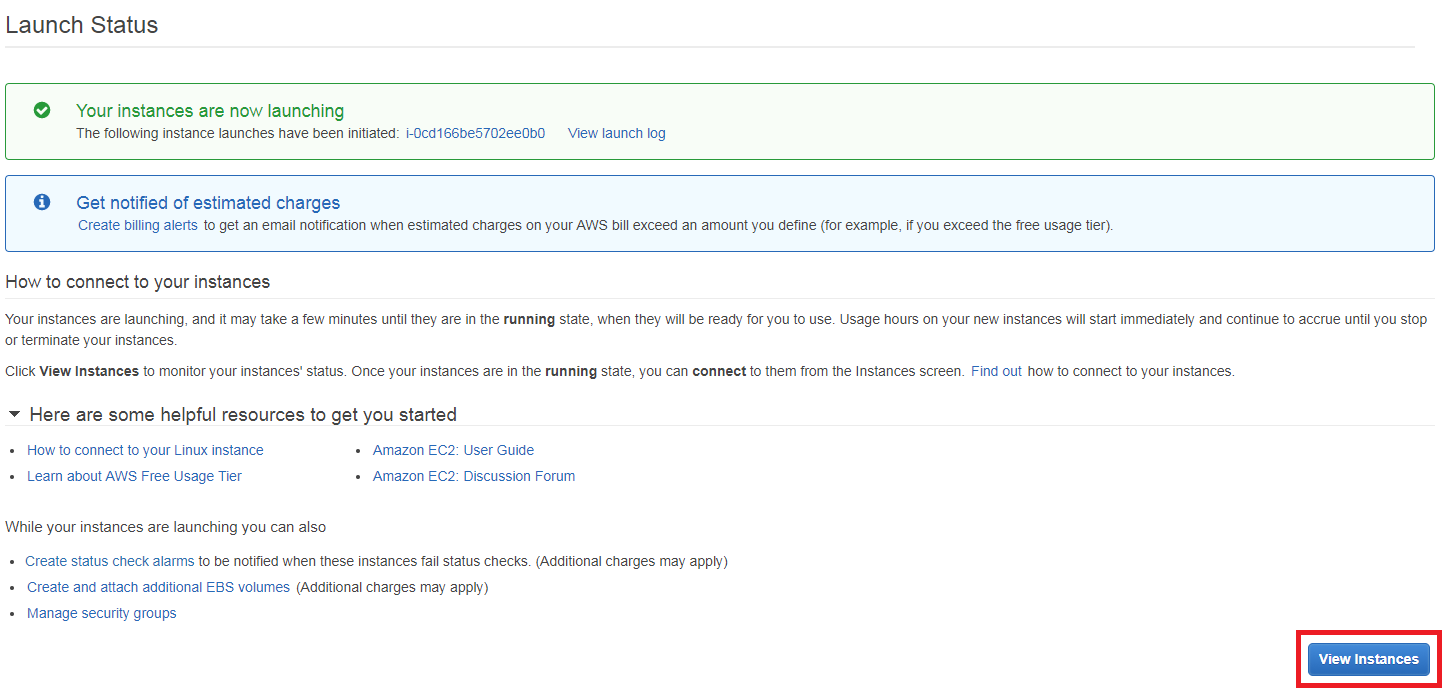 Launch Status
Your instances are now launching
The following instance launches have been initiated: i-0cd166be5702ee0b0 View launch log
Get notified of estimated charges
Create billing alerts to get an email notification when estimated charges on your AWS bill exceed an amount you define (for example, if you exceed the free usage tier).
How to connect to your instances
Your instances are launching, and it may take a few minutes until they are in the running state, when they will be ready for you to use. Usage hours on your new instances will start immediately and continue to accrue until you stop
or terminate your instances.
Click View Instances to monitor your instances' status. Once your instances are in the running state, you can connect to them from the Instances screen. Find out how to connect to your instances.
Here are some helpful resources to get you started
• How to connect to your Linux instance
• Learn about AWS Free Usage Tier
• Amazon EC2: User Guide
• Amazon EC2: Discussion Forum
While your instances are launching you can also
• Create status check alarms to be notified when these instances fail status checks. (Additional charges may apply)
• Create and attach additional EBS volumes (Additional charges may apply)
• Manage security groups
View Instances